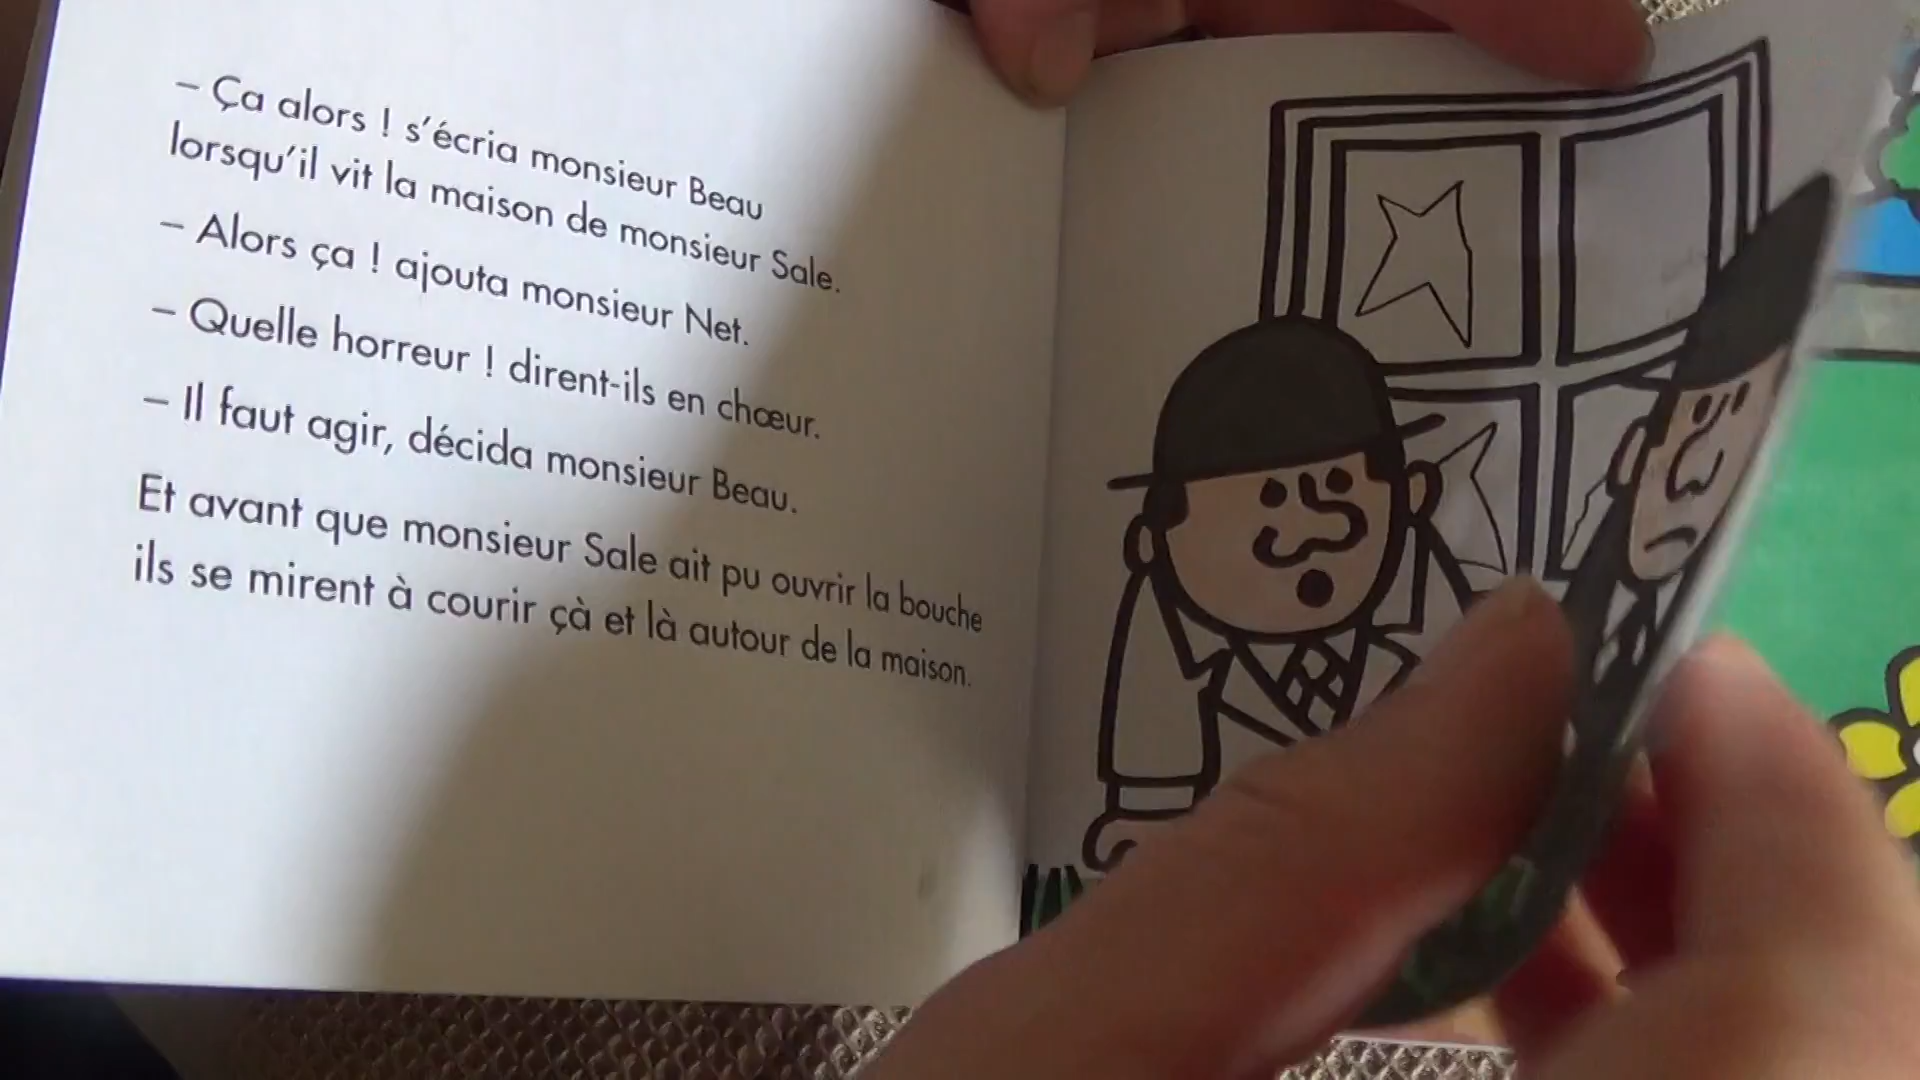 – Ça alors ! s'écria monsieur Beau
lorsqu'il vit la maison de monsieur Sale.
– Alors ça ! ajouta monsieur Net.
– Quelle horreur ! dirent-ils en chœur.
– Il faut agir, décida monsieur Beau.
Et avant que monsieur Sale ait pu ouvrir la bouche
ils se mirent à courir çà et là autour de la maison.